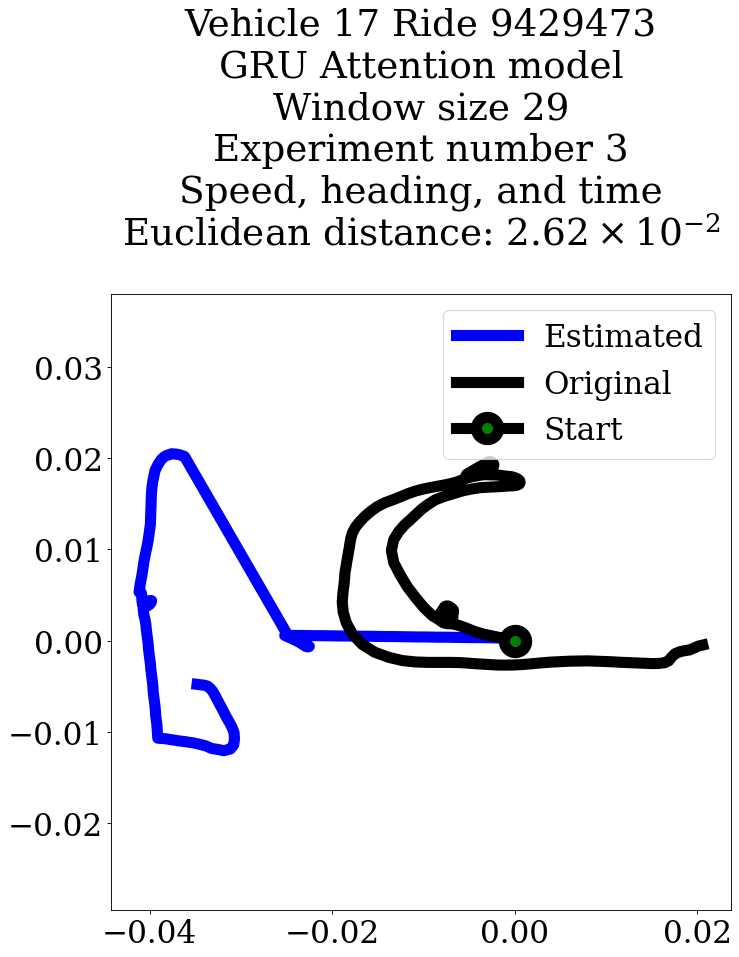 Vehicle 17 Ride 9429473
GRU Attention model
Window size 29
Experiment number 3
Speed, heading, and time
Euclidean distance: 2.62 × 10⁻²
Estimated
Original
Start
0.03
0.02
0.01
0.00
−0.01
−0.02
−0.04
−0.02
0.00
0.02